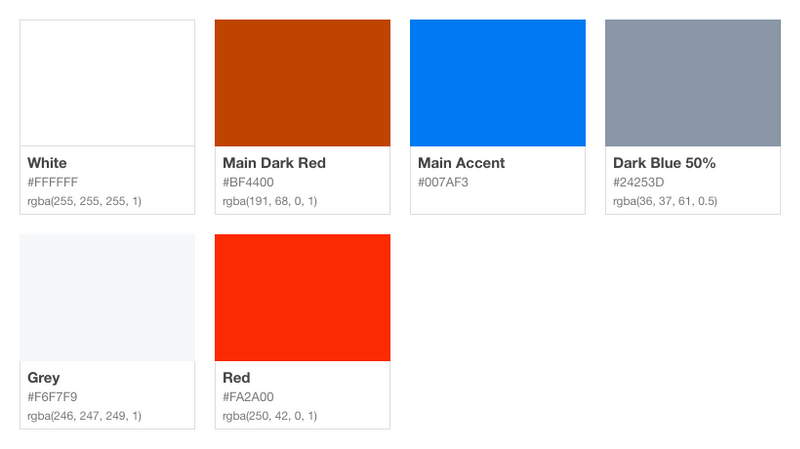 White
#FFFFFF
rgba(255, 255, 255, 1)
Main Dark Red
#BF4400
rgba(191, 68, 0, 1)
Main Accent
#007AF3
Dark Blue 50%
#24253D
rgba(36, 37, 61, 0.5)
Grey
#F6F7F9
rgba(246, 247, 249, 1)
Red
#FA2A00
rgba(250, 42, 0, 1)